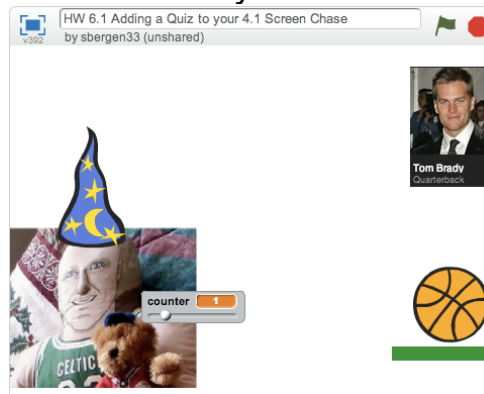 HW 6.1 Adding a Quiz to your 4.1 Screen Chase
by sbergen33 (unshared)
v392
Tom Brady
Quarterback
counter 1
CELTIC